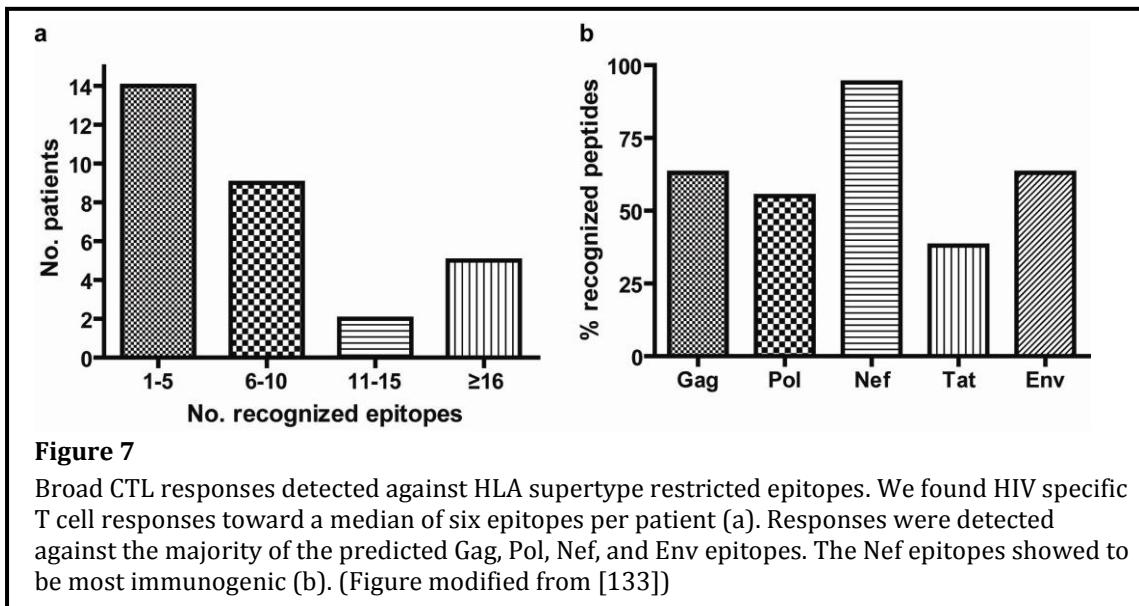 a
14
12
10
8
6
4
2
0
No. patients
1-5 6-10 11-15 ≥16
No. recognized epitopes
b
100
75
50
25
0
% recognized peptides
Gag Pol Nef Tat Env
Figure 7
Broad CTL responses detected against HLA supertype restricted epitopes. We found HIV specific
T cell responses toward a median of six epitopes per patient (a). Responses were detected
against the majority of the predicted Gag, Pol, Nef, and Env epitopes. The Nef epitopes showed to
be most immunogenic (b). (Figure modified from [133])